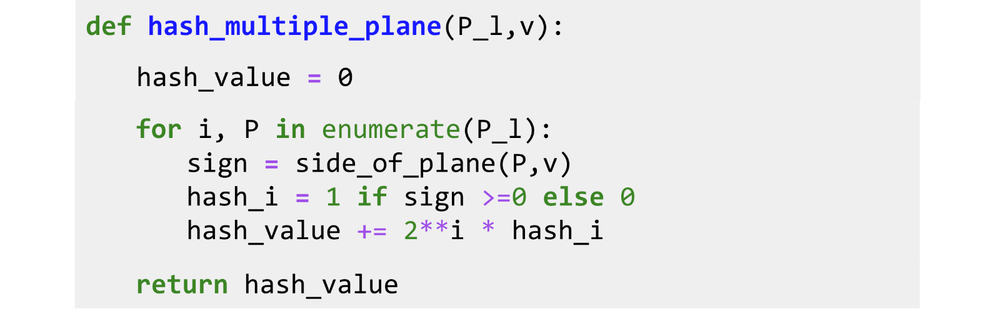 def hash_multiple_plane(P_l,v):
hash_value = 0
for i, P in enumerate(P_l):
sign = side_of_plane(P,v)
hash_i = 1 if sign >=0 else 0
hash_value += 2**i * hash_i
return hash_value